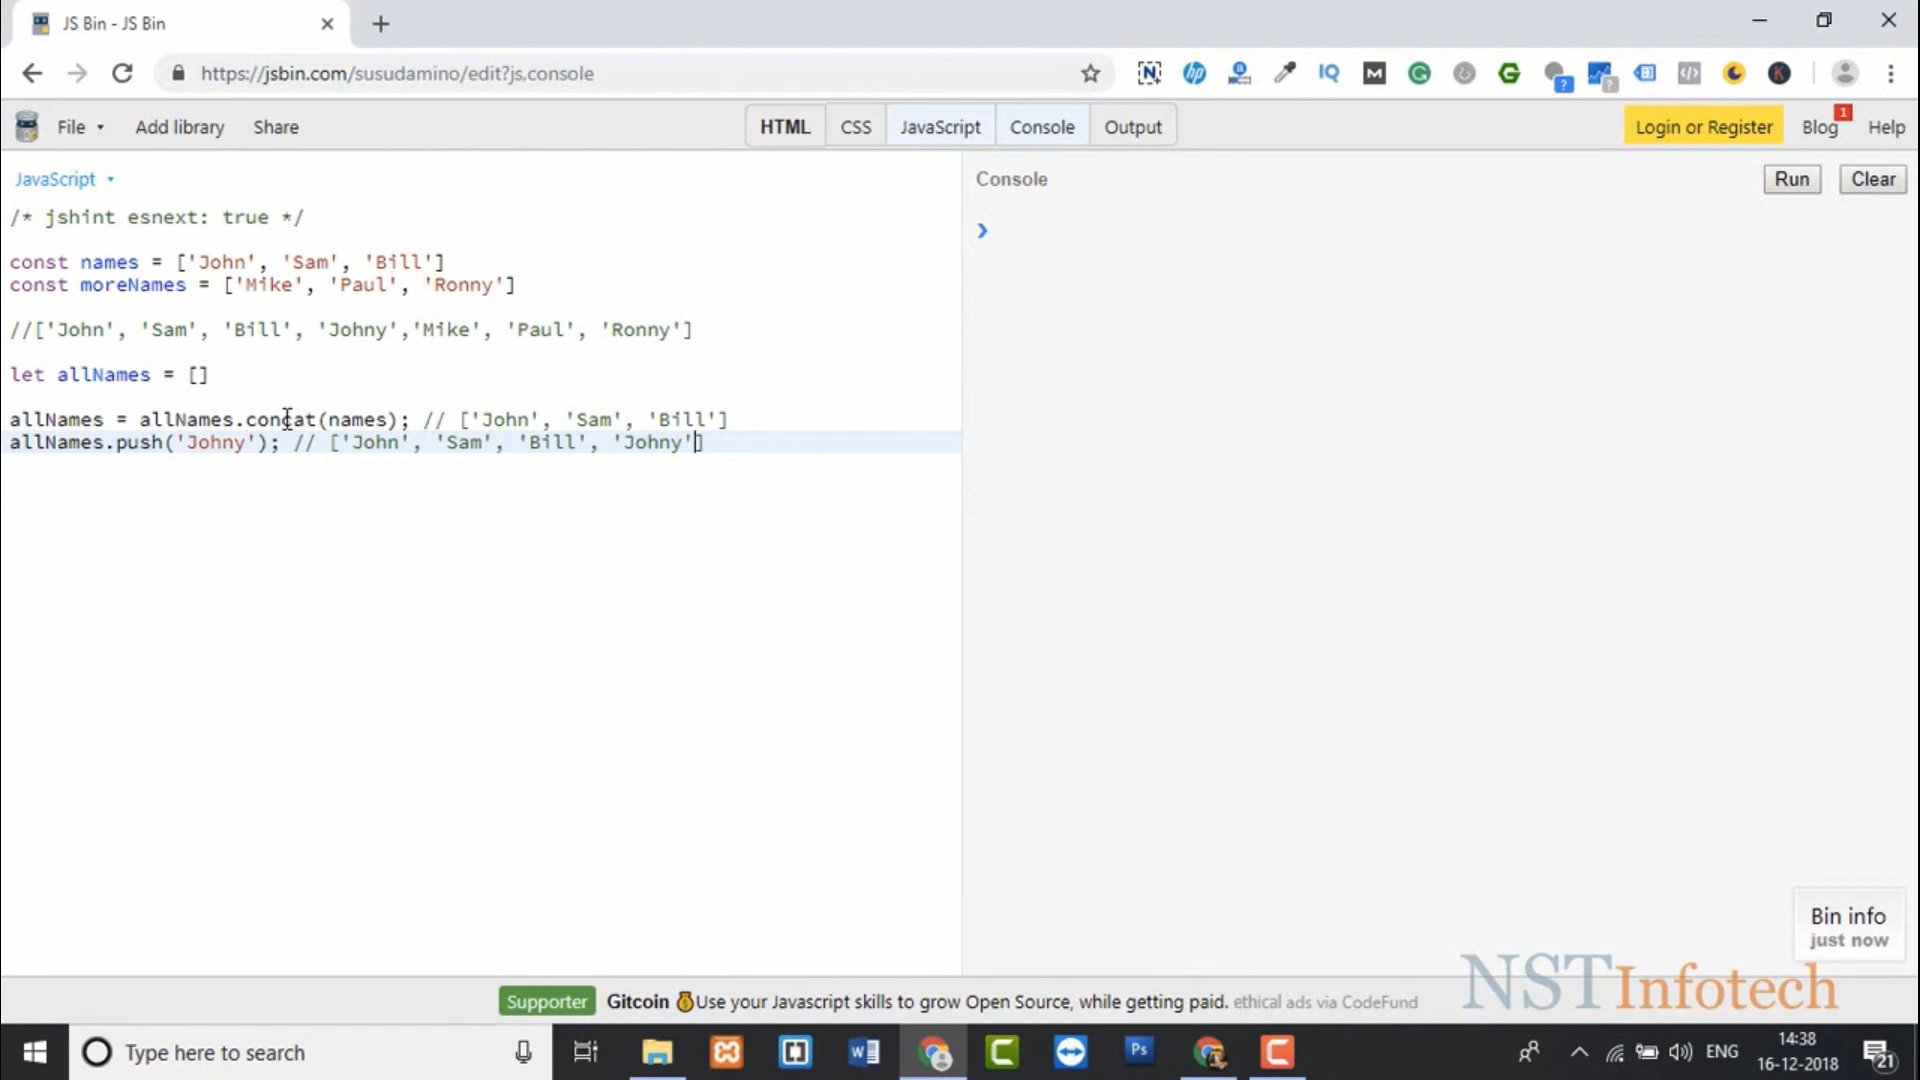 JS Bin - JS Bin
https://jsbin.com/susudamino/edit?js,console
File
Add library
Share
HTML
CSS
JavaScript
Console
Output
Login or Register
Blog
1
Help
JavaScript
Console
Run
Clear
/* jshint esnext: true */
const names = ['John', 'Sam', 'Bill']
const moreNames = ['Mike', 'Paul', 'Ronny']
//['John', 'Sam', 'Bill', 'Johny','Mike', 'Paul', 'Ronny']
let allNames = []
allNames = allNames.concat(names); // ['John', 'Sam', 'Bill']
allNames.push('Johny'); // ['John', 'Sam', 'Bill', 'Johny']
Bin info
just now
Supporter
Gitcoin Use your Javascript skills to grow Open Source, while getting paid. ethical ads via CodeFund
NSTInfotech
Type here to search
ENG
14:38
16-12-2018
21